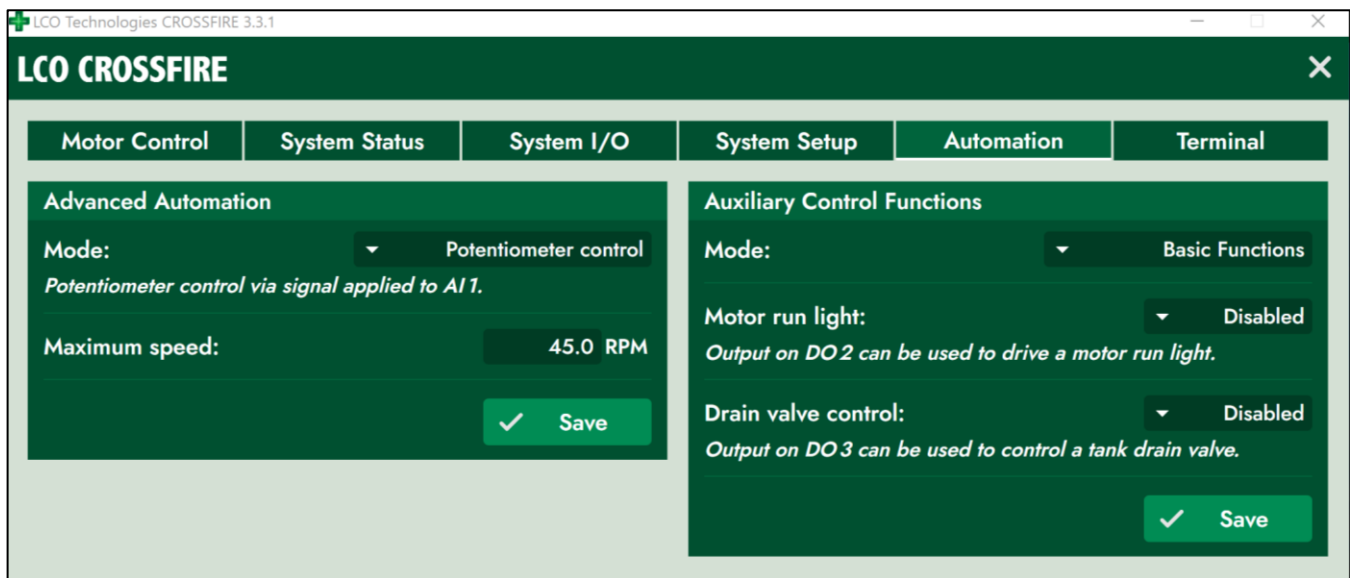 LCO Technologies CROSSFIRE 3.3.1
LCO CROSSFIRE
Motor Control
System Status
System I/O
System Setup
Automation
Terminal
Advanced Automation
Mode: Potentiometer control
Potentiometer control via signal applied to AI 1.
Maximum speed: 45.0 RPM
Save
Auxiliary Control Functions
Mode: Basic Functions
Motor run light: Disabled
Output on DO 2 can be used to drive a motor run light.
Drain valve control: Disabled
Output on DO 3 can be used to control a tank drain valve.
Save